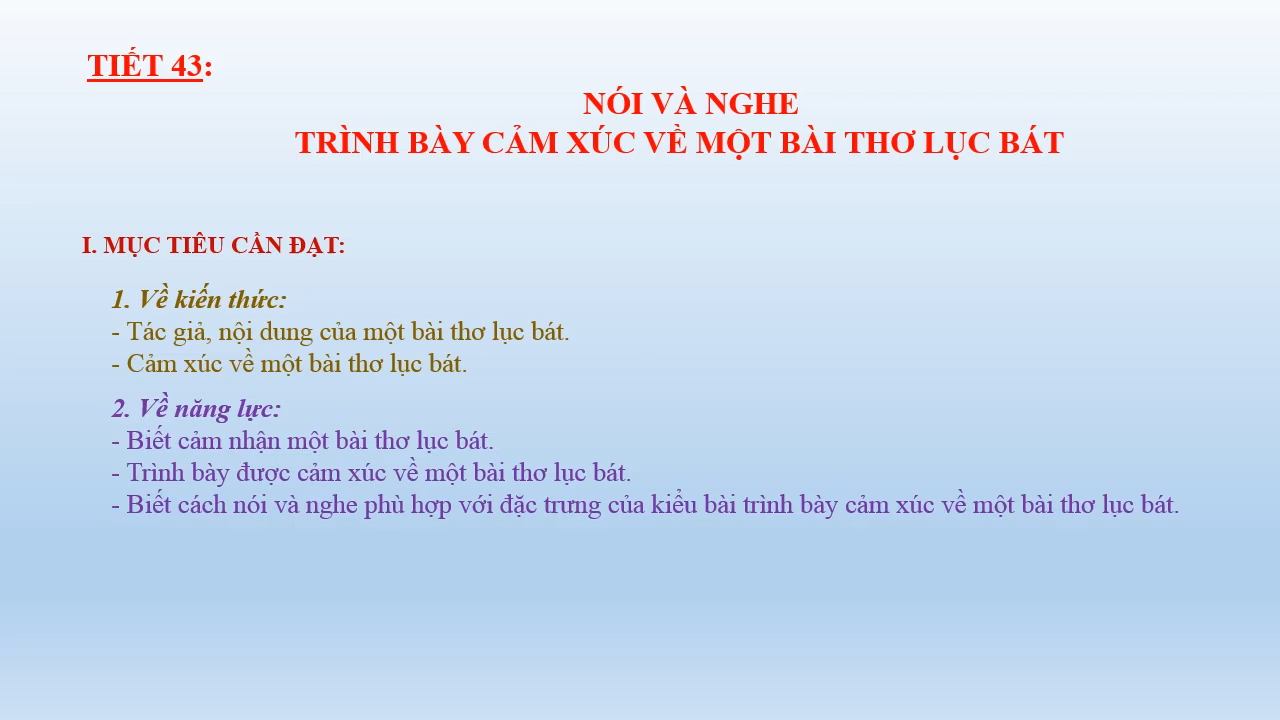 TIẾT 43:
NÓI VÀ NGHE
TRÌNH BÀY CẢM XÚC VỀ MỘT BÀI THƠ LỤC BÁT
I. MỤC TIÊU CẦN ĐẠT:
1. Về kiến thức:
- Tác giả, nội dung của một bài thơ lục bát.
- Cảm xúc về một bài thơ lục bát.
2. Về năng lực:
- Biết cảm nhận một bài thơ lục bát.
- Trình bày được cảm xúc về một bài thơ lục bát.
- Biết cách nói và nghe phù hợp với đặc trưng của kiểu bài trình bày cảm xúc về một bài thơ lục bát.